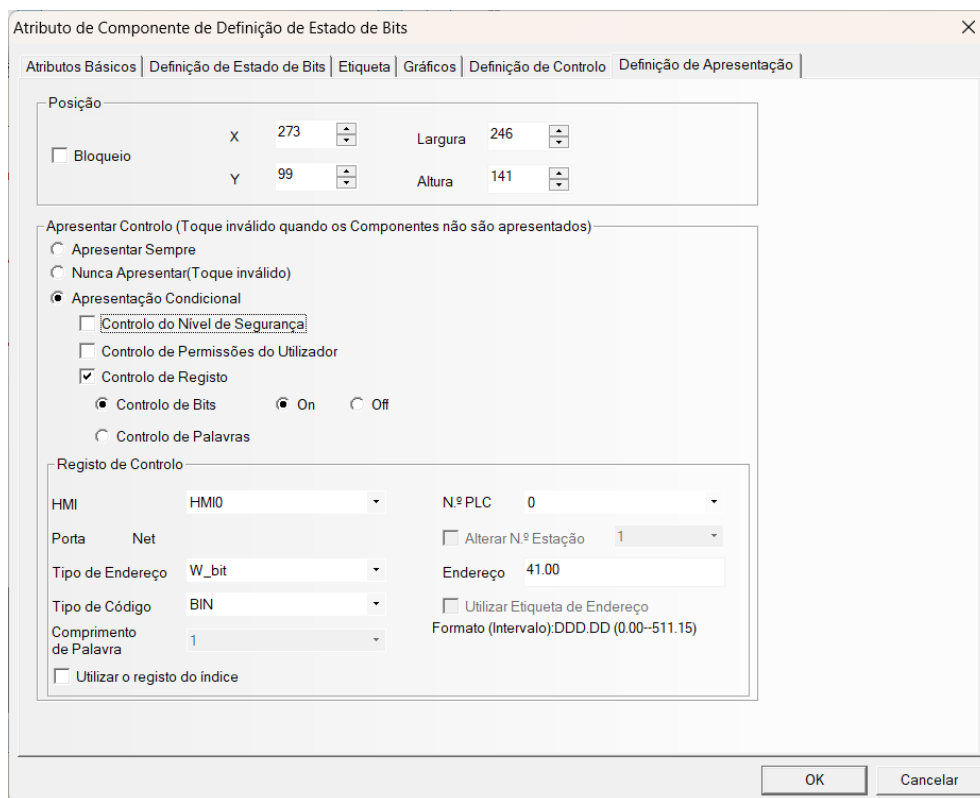 Atributo de Componente de Definição de Estado de Bits
Atributos Básicos | Definição de Estado de Bits | Etiqueta | Gráficos | Definição de Controlo | Definição de Apresentação
Posição
X 273 Largura 246
Bloqueio
Y 99 Altura 141
Apresentar Controlo (Toque inválido quando os Componentes não são apresentados)
Apresentar Sempre
Nunca Apresentar(Toque inválido)
Apresentação Condicional
Controlo do Nível de Segurança
Controlo de Permissões do Utilizador
Controlo de Registo
Controlo de Bits On Off
Controlo de Palavras
Registo de Controlo
HMI HMI0 N.º PLC 0
Porta Net Alterar N.º Estação 1
Tipo de Endereço W_bit Endereço 41.00
Tipo de Código BIN Utilizar Etiqueta de Endereço
Formato (Intervalo):DDD.DD (0.00--511.15)
Comprimento
de Palavra 1
Utilizar o registo do índice
OK Cancelar